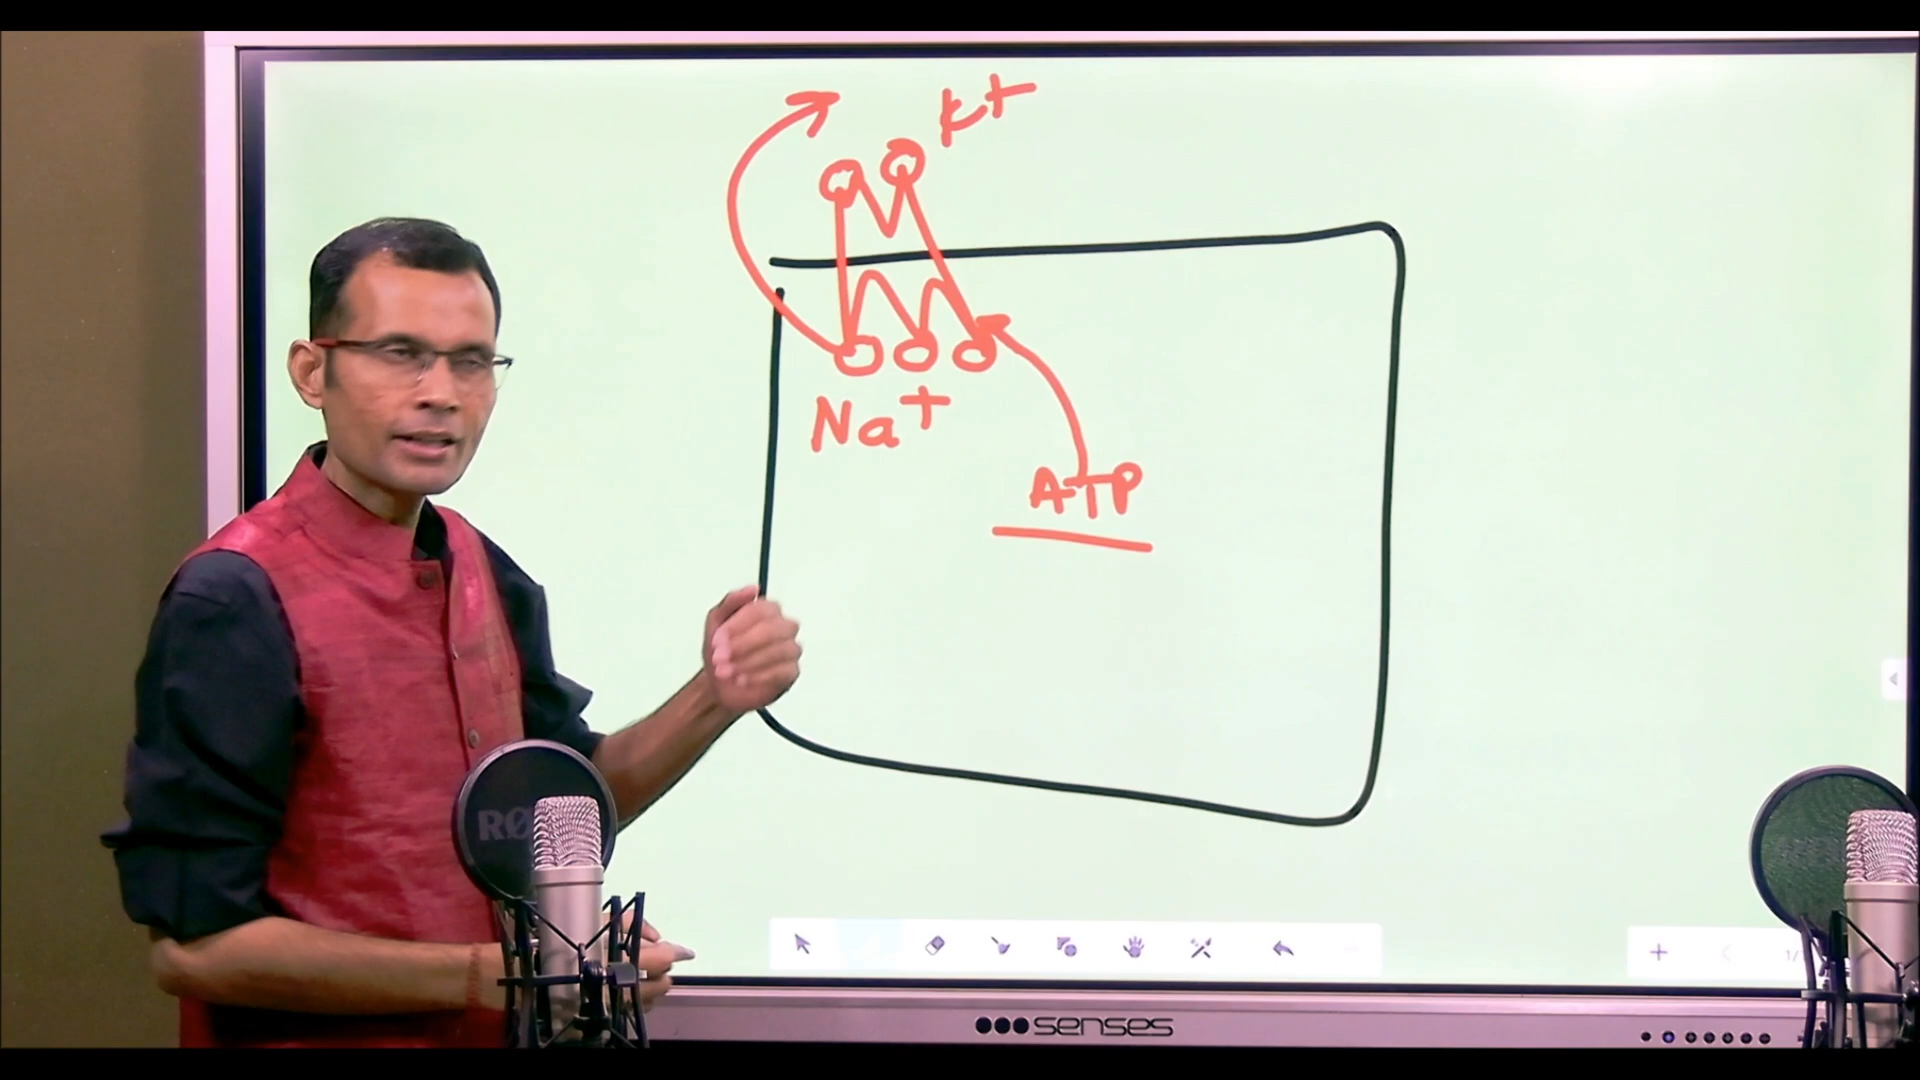 K+
Na+
ATP
senses